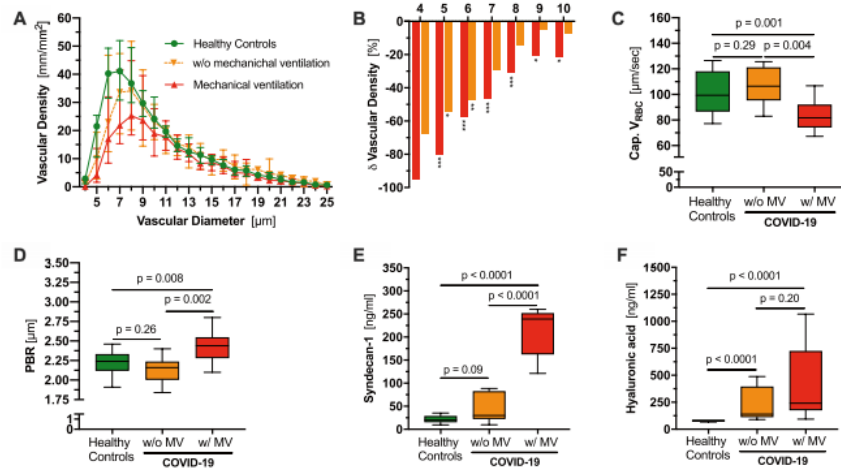 A
Vascular Density [mm/mm²]
60
50
40
30
20
10
0
5 7 9 11 13 15 17 19 21 23 25
Vascular Diameter [µm]
Healthy Controls
w/o mechanichal ventilation
Mechanical ventilation
B
4 5 6 7 8 9 10
δ Vascular Density [%]
0
-20
-40
-60
-80
-100
*** * *** ** *** *** * *
C
Cap. V_RBC [µm/sec]
160
140
120
100
80
60
50
0
p = 0.001
p = 0.29 p = 0.004
Healthy Controls
w/o MV w/ MV
COVID-19
D
PBR [µm]
3.50
3.25
3.00
2.75
2.50
2.25
2.00
1.75
1
0
p = 0.008
p = 0.002
p = 0.26
Healthy Controls
w/o MV w/ MV
COVID-19
E
Syndecan-1 [ng/ml]
350
300
250
200
150
100
50
0
p < 0.0001
p < 0.0001
p = 0.09
Healthy Controls
w/o MV w/ MV
COVID-19
F
Hyaluronic acid [ng/ml]
1500
1250
1000
750
500
250
0
p < 0.0001
p = 0.20
p < 0.0001
Healthy Controls
w/o MV w/ MV
COVID-19